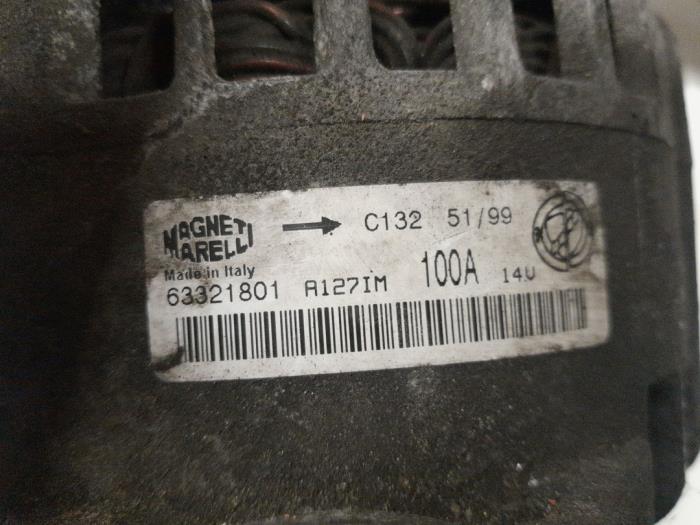 MAGNETI MARELLI
C132 51/99
Made in Italy
63321801 A127IM 100A 14V